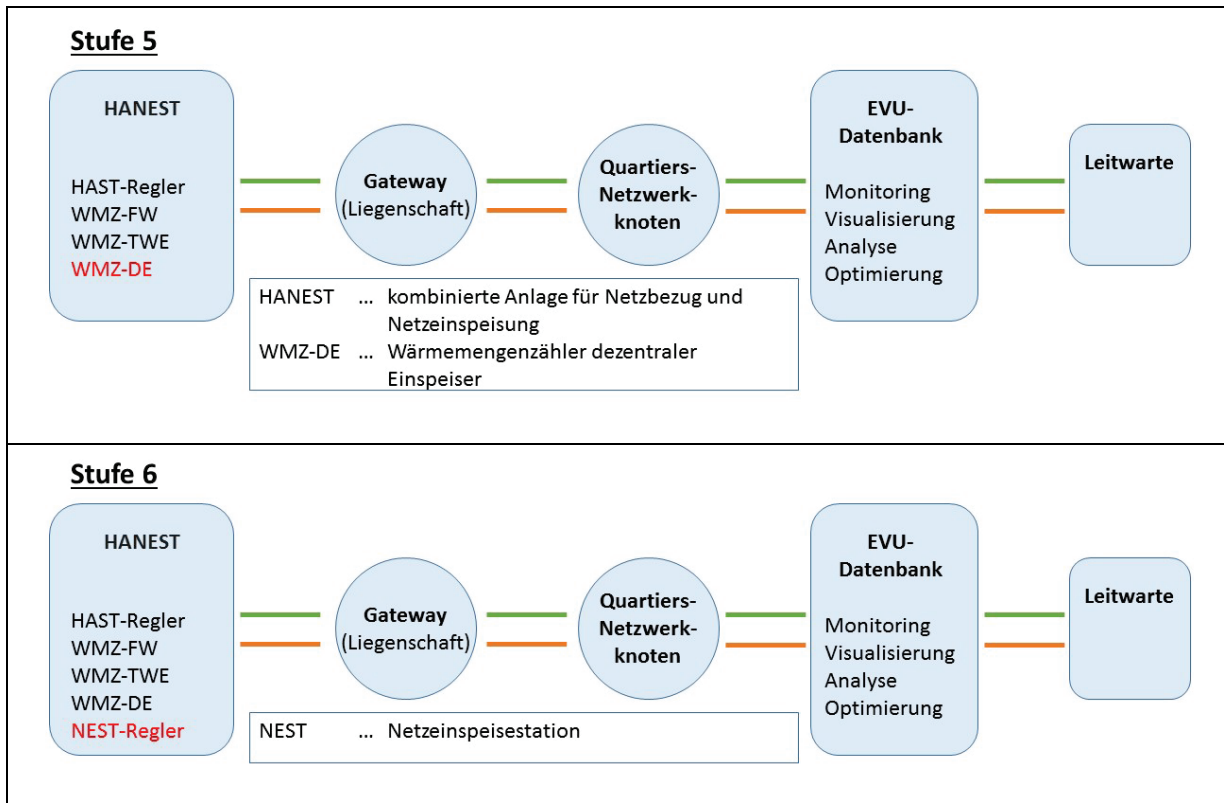 Stufe 5
HANEST
HAST-Regler
WMZ-FW
WMZ-TWE
WMZ-DE
Gateway
(Liegenschaft)
Quartiers-
Netzwerk-
knoten
EVU-
Datenbank
Monitoring
Visualisierung
Analyse
Optimierung
Leitwarte
HANEST ... kombinierte Anlage für Netzbezug und
Netzeinspeisung
WMZ-DE ... Wärmemengenzähler dezentraler
Einspeiser
Stufe 6
HANEST
HAST-Regler
WMZ-FW
WMZ-TWE
WMZ-DE
NEST-Regler
Gateway
(Liegenschaft)
Quartiers-
Netzwerk-
knoten
EVU-
Datenbank
Monitoring
Visualisierung
Analyse
Optimierung
Leitwarte
NEST ... Netzeinspeisestation